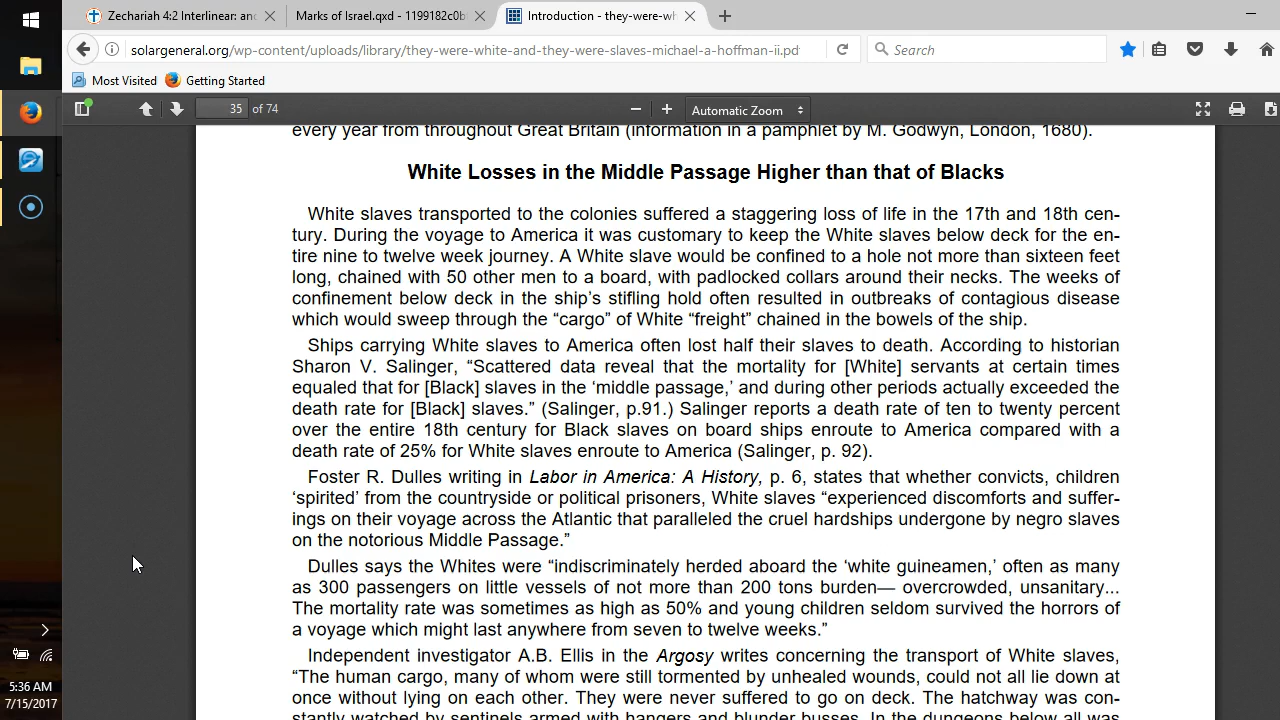 Zechariah 4:2 Interlinear: an
Marks of Israel.qxd - 1199182c0b
Introduction - they-were-wh
solargeneral.org/wp-content/uploads/library/they-were-white-and-they-were-slaves-michael-a-hoffman-ii.pd
Search
Most Visited
Getting Started
35 of 74
Automatic Zoom
every year from throughout Great Britain (information in a pamphlet by M. Godwyn, London, 1680).
White Losses in the Middle Passage Higher than that of Blacks
White slaves transported to the colonies suffered a staggering loss of life in the 17th and 18th cen-
tury. During the voyage to America it was customary to keep the White slaves below deck for the en-
tire nine to twelve week journey. A White slave would be confined to a hole not more than sixteen feet
long, chained with 50 other men to a board, with padlocked collars around their necks. The weeks of
confinement below deck in the ship's stifling hold often resulted in outbreaks of contagious disease
which would sweep through the “cargo” of White “freight” chained in the bowels of the ship.
Ships carrying White slaves to America often lost half their slaves to death. According to historian
Sharon V. Salinger, “Scattered data reveal that the mortality for [White] servants at certain times
equaled that for [Black] slaves in the ‘middle passage,’ and during other periods actually exceeded the
death rate for [Black] slaves.” (Salinger, p.91.) Salinger reports a death rate of ten to twenty percent
over the entire 18th century for Black slaves on board ships enroute to America compared with a
death rate of 25% for White slaves enroute to America (Salinger, p. 92).
Foster R. Dulles writing in Labor in America: A History, p. 6, states that whether convicts, children
‘spirited’ from the countryside or political prisoners, White slaves “experienced discomforts and suffer-
ings on their voyage across the Atlantic that paralleled the cruel hardships undergone by negro slaves
on the notorious Middle Passage.”
Dulles says the Whites were “indiscriminately herded aboard the ‘white guineamen,’ often as many
as 300 passengers on little vessels of not more than 200 tons burden— overcrowded, unsanitary...
The mortality rate was sometimes as high as 50% and young children seldom survived the horrors of
a voyage which might last anywhere from seven to twelve weeks.”
Independent investigator A.B. Ellis in the Argosy writes concerning the transport of White slaves,
“The human cargo, many of whom were still tormented by unhealed wounds, could not all lie down at
once without lying on each other. They were never suffered to go on deck. The hatchway was con-
stantly watched by sentinels armed with hangers and blunder busses. In the dungeons below all was
5:36 AM
7/15/2017